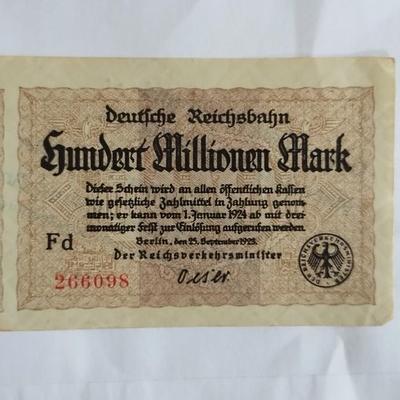 Deutsche Reichsbahn
Hundert Millionen Mark
Dieser Schein wird an allen öffentlichen Kassen
wie gesetzliche Zahlmittel in Zahlung genom-
men; er kann vom 1. Januar 1924 ab mit drei-
monatiger Frist zur Einlösung aufgerufen werden.
Berlin, den 25. September 1923.
Der Reichsverkehrsminister
Fd
266098
Oeser